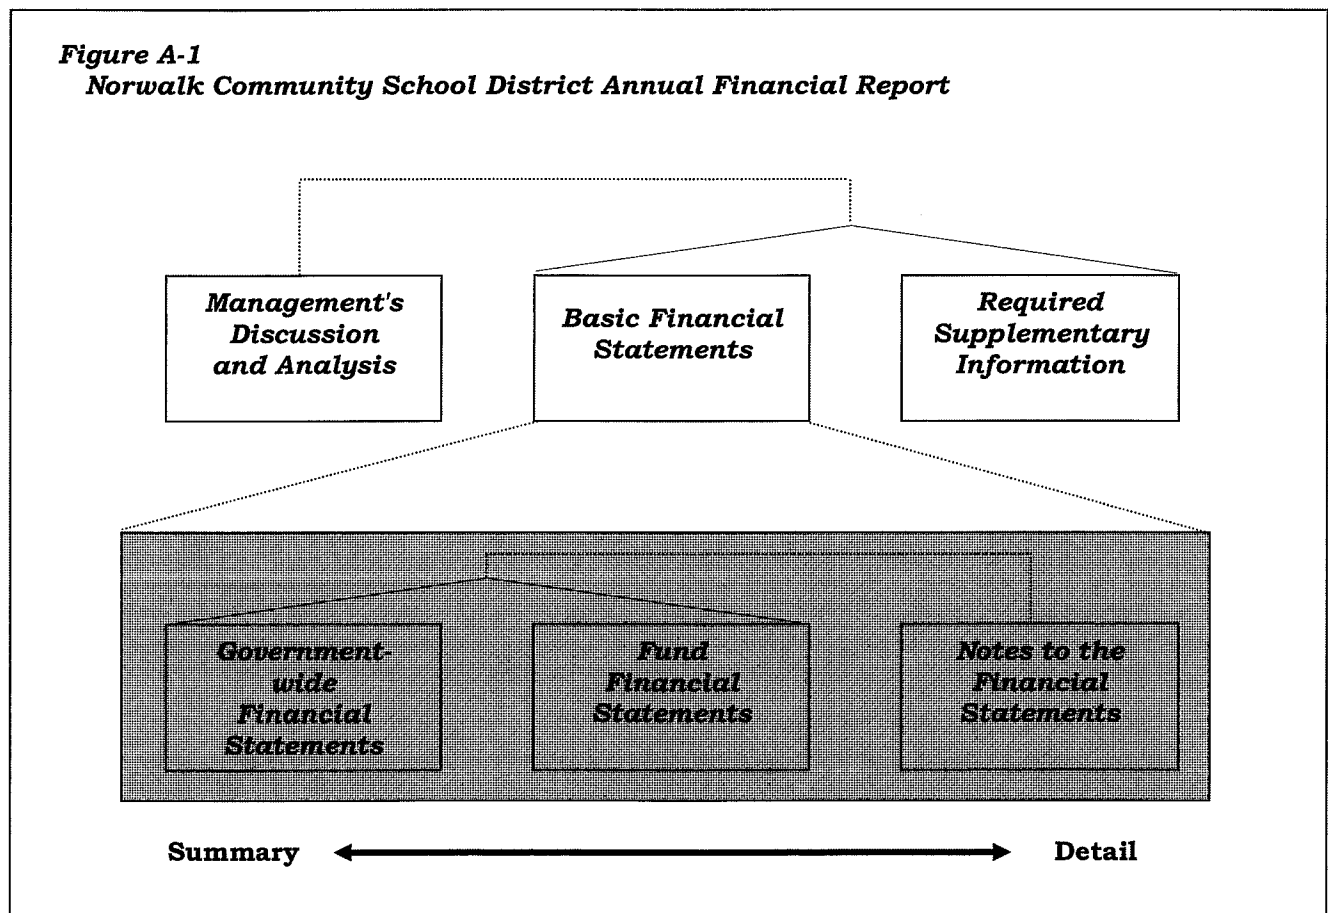 Figure A-1
Norwalk Community School District Annual Financial Report
Management's
Discussion
and Analysis
Basic Financial
Statements
Required
Supplementary
Information
Government-
wide
Financial
Statements
Fund
Financial
Statements
Notes to the
Financial
Statements
Summary
Detail